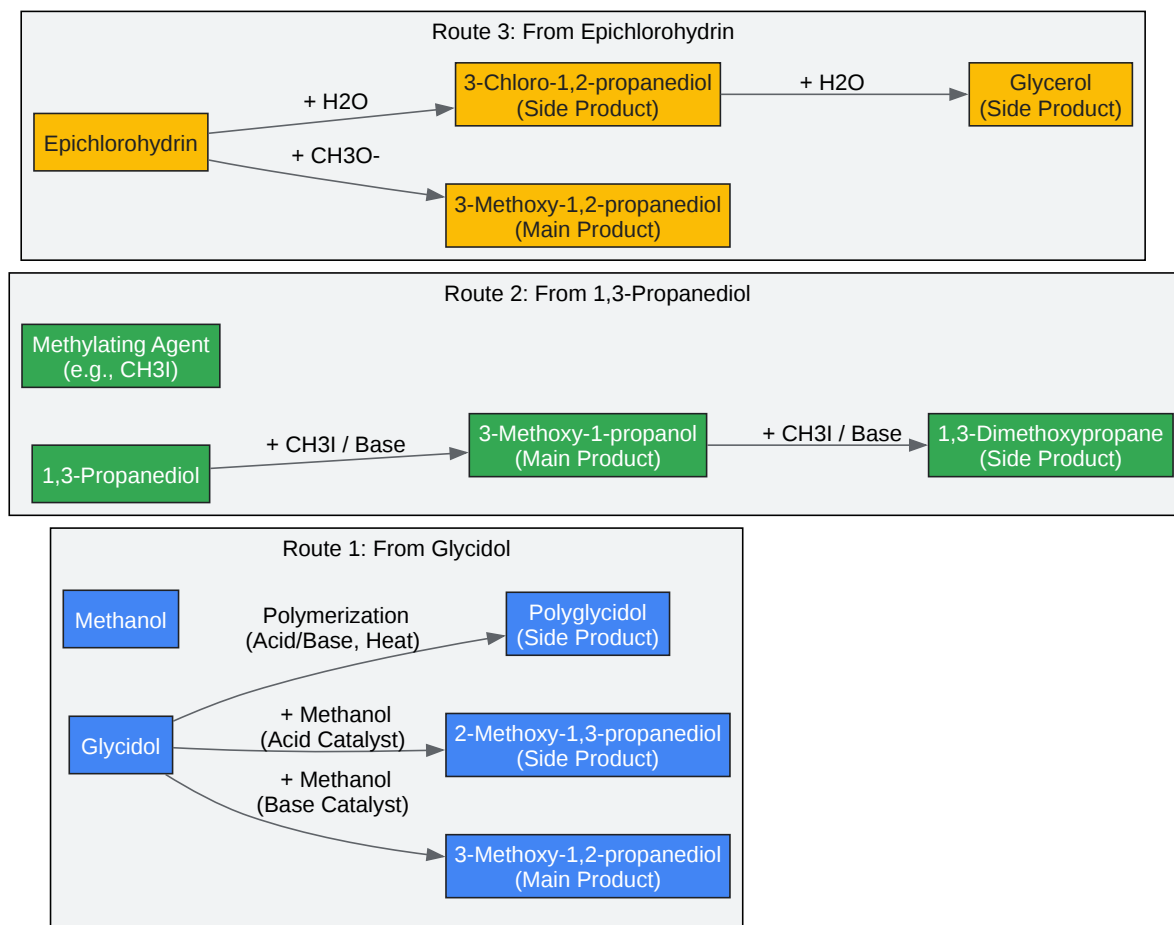 Route 3: From Epichlorohydrin
Epichlorohydrin
+ H2O
+ CH3O-
3-Chloro-1,2-propanediol
(Side Product)
+ H2O
Glycerol
(Side Product)
3-Methoxy-1,2-propanediol
(Main Product)
Route 2: From 1,3-Propanediol
Methylating Agent
(e.g., CH3I)
1,3-Propanediol
+ CH3I / Base
3-Methoxy-1-propanol
(Main Product)
+ CH3I / Base
1,3-Dimethoxypropane
(Side Product)
Route 1: From Glycidol
Methanol
Glycidol
Polymerization
(Acid/Base, Heat)
Polyglycidol
(Side Product)
+ Methanol
(Acid Catalyst)
2-Methoxy-1,3-propanediol
(Side Product)
+ Methanol
(Base Catalyst)
3-Methoxy-1,2-propanediol
(Main Product)